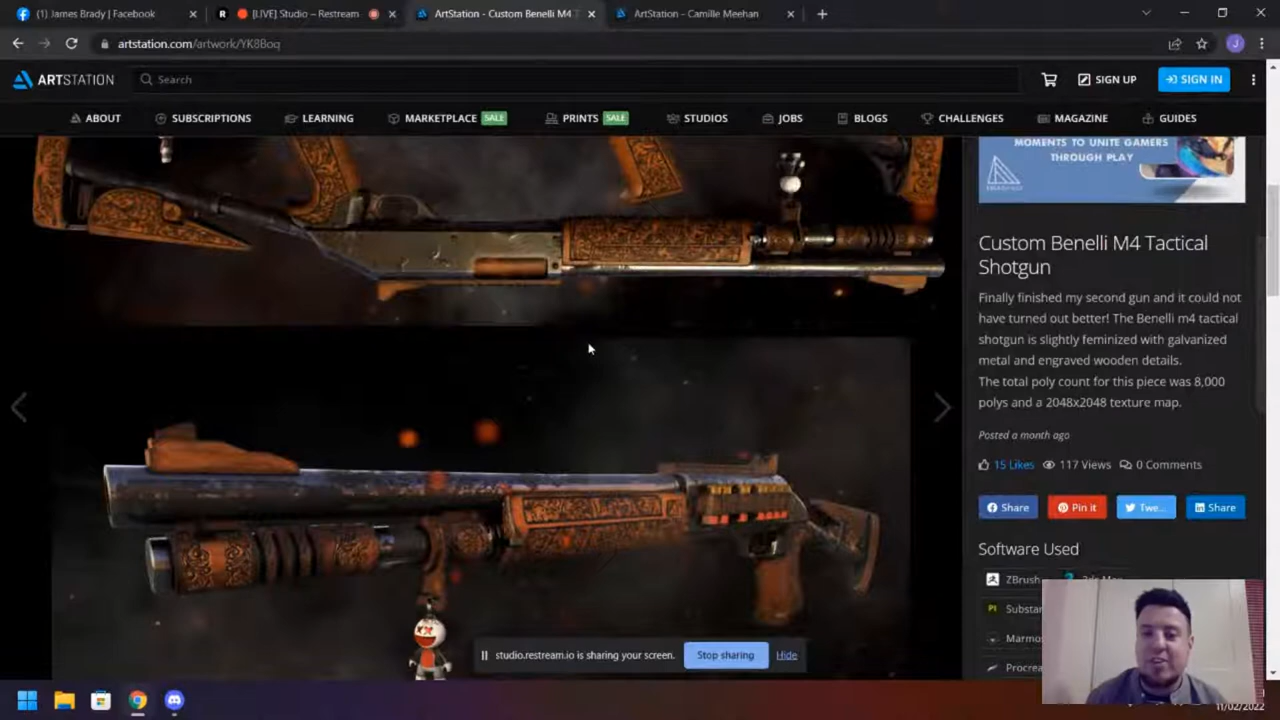 (1) James Brady | Facebook
[LIVE] Studio – Restream
ArtStation - Custom Benelli M4 T
ArtStation - Camille Meehan
artstation.com/artwork/YK8Boq
ARTSTATION
Search
SIGN UP
SIGN IN
ABOUT
SUBSCRIPTIONS
LEARNING
MARKETPLACE SALE
PRINTS SALE
STUDIOS
JOBS
BLOGS
CHALLENGES
MAGAZINE
GUIDES
MOMENTS TO UNITE GAMERS
THROUGH PLAY
Custom Benelli M4 Tactical
Shotgun
Finally finished my second gun and it could not
have turned out better! The Benelli m4 tactical
shotgun is slightly feminized with galvanized
metal and engraved wooden details.
The total poly count for this piece was 8,000
polys and a 2048x2048 texture map.
Posted a month ago
15 Likes 117 Views 0 Comments
Share
Pin it
Twe...
Share
Software Used
ZBrush
Substan
Marmo
Procrea
studio.restream.io is sharing your screen.
Stop sharing
Hide
11/02/2022